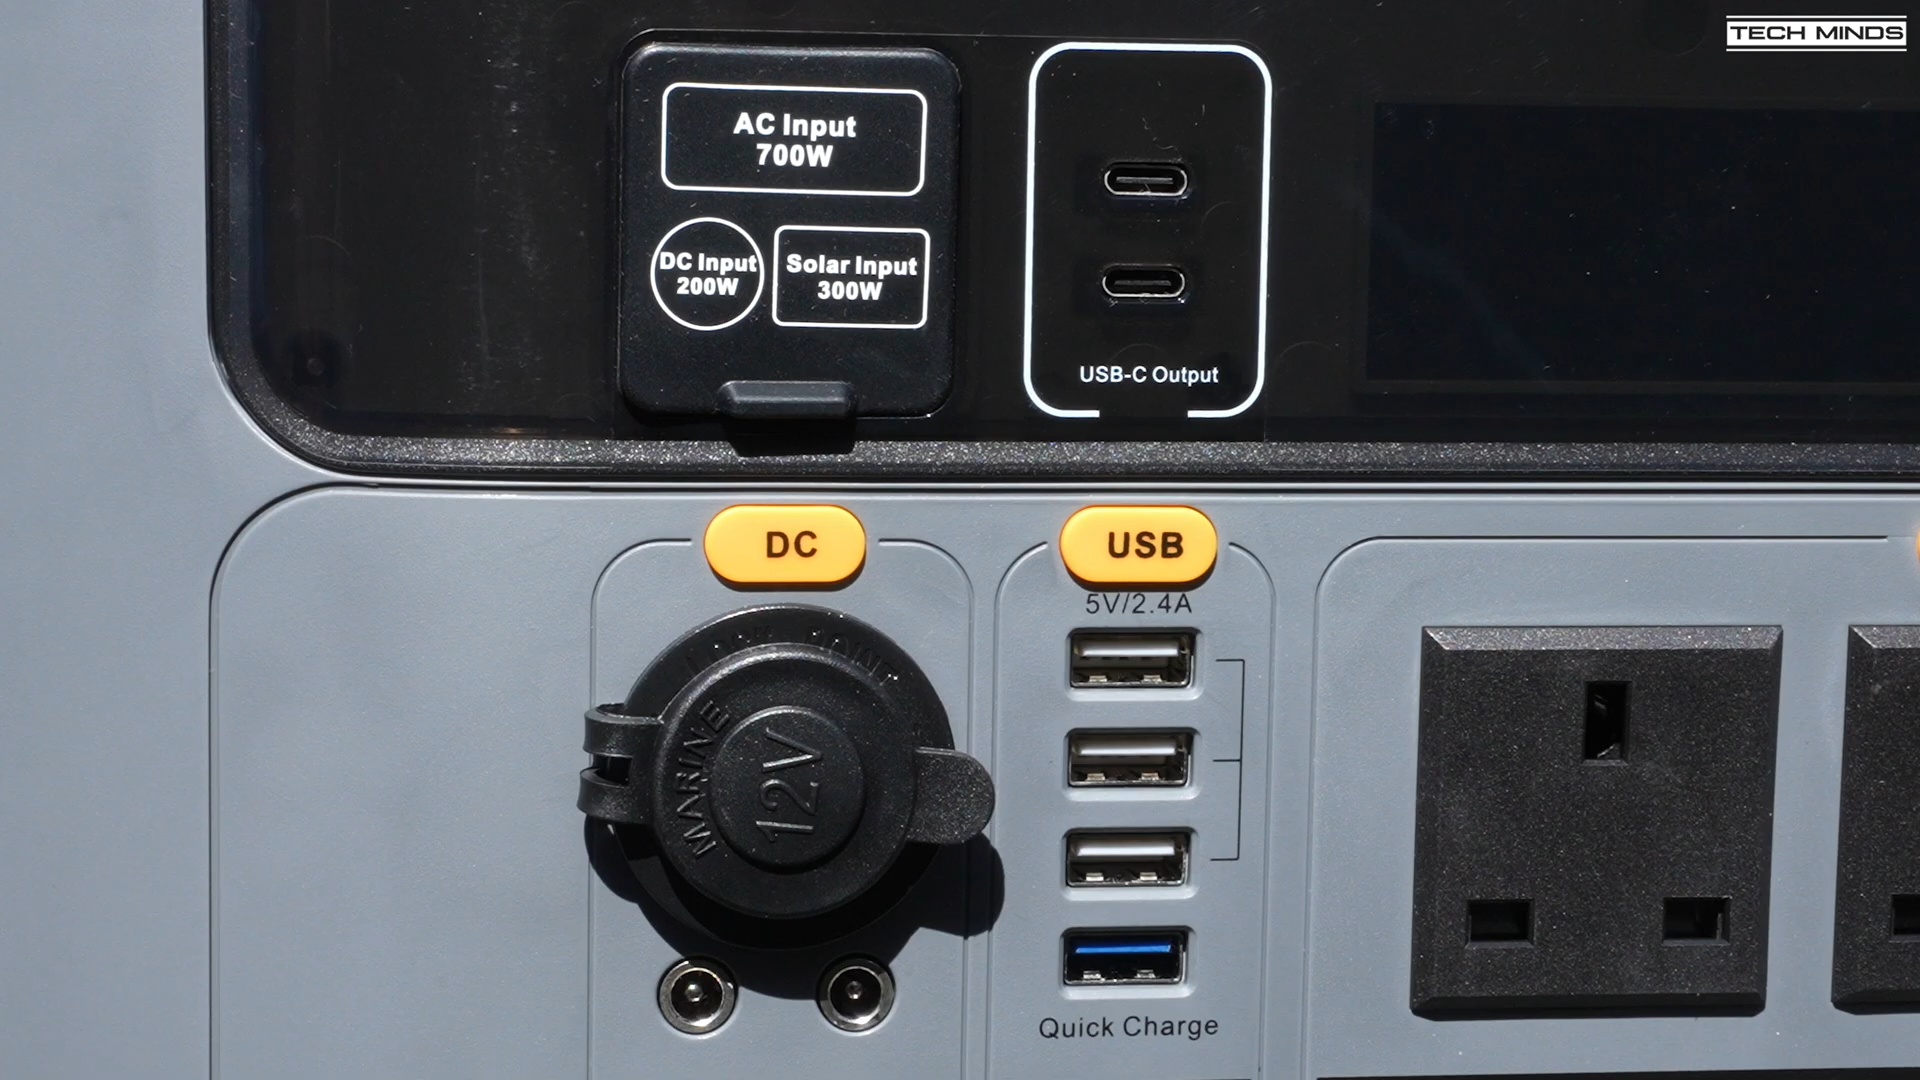 TECH MINDS
AC Input
700W
DC Input
200W
Solar Input
300W
USB-C Output
DC
USB
5V/2.4A
MARINE
12V
Quick Charge